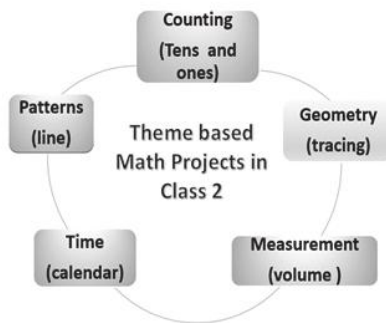 Counting
(Tens and
ones)
Patterns
(line)
Geometry
(tracing)
Theme based
Math Projects in
Class 2
Time
(calendar)
Measurement
(volume )